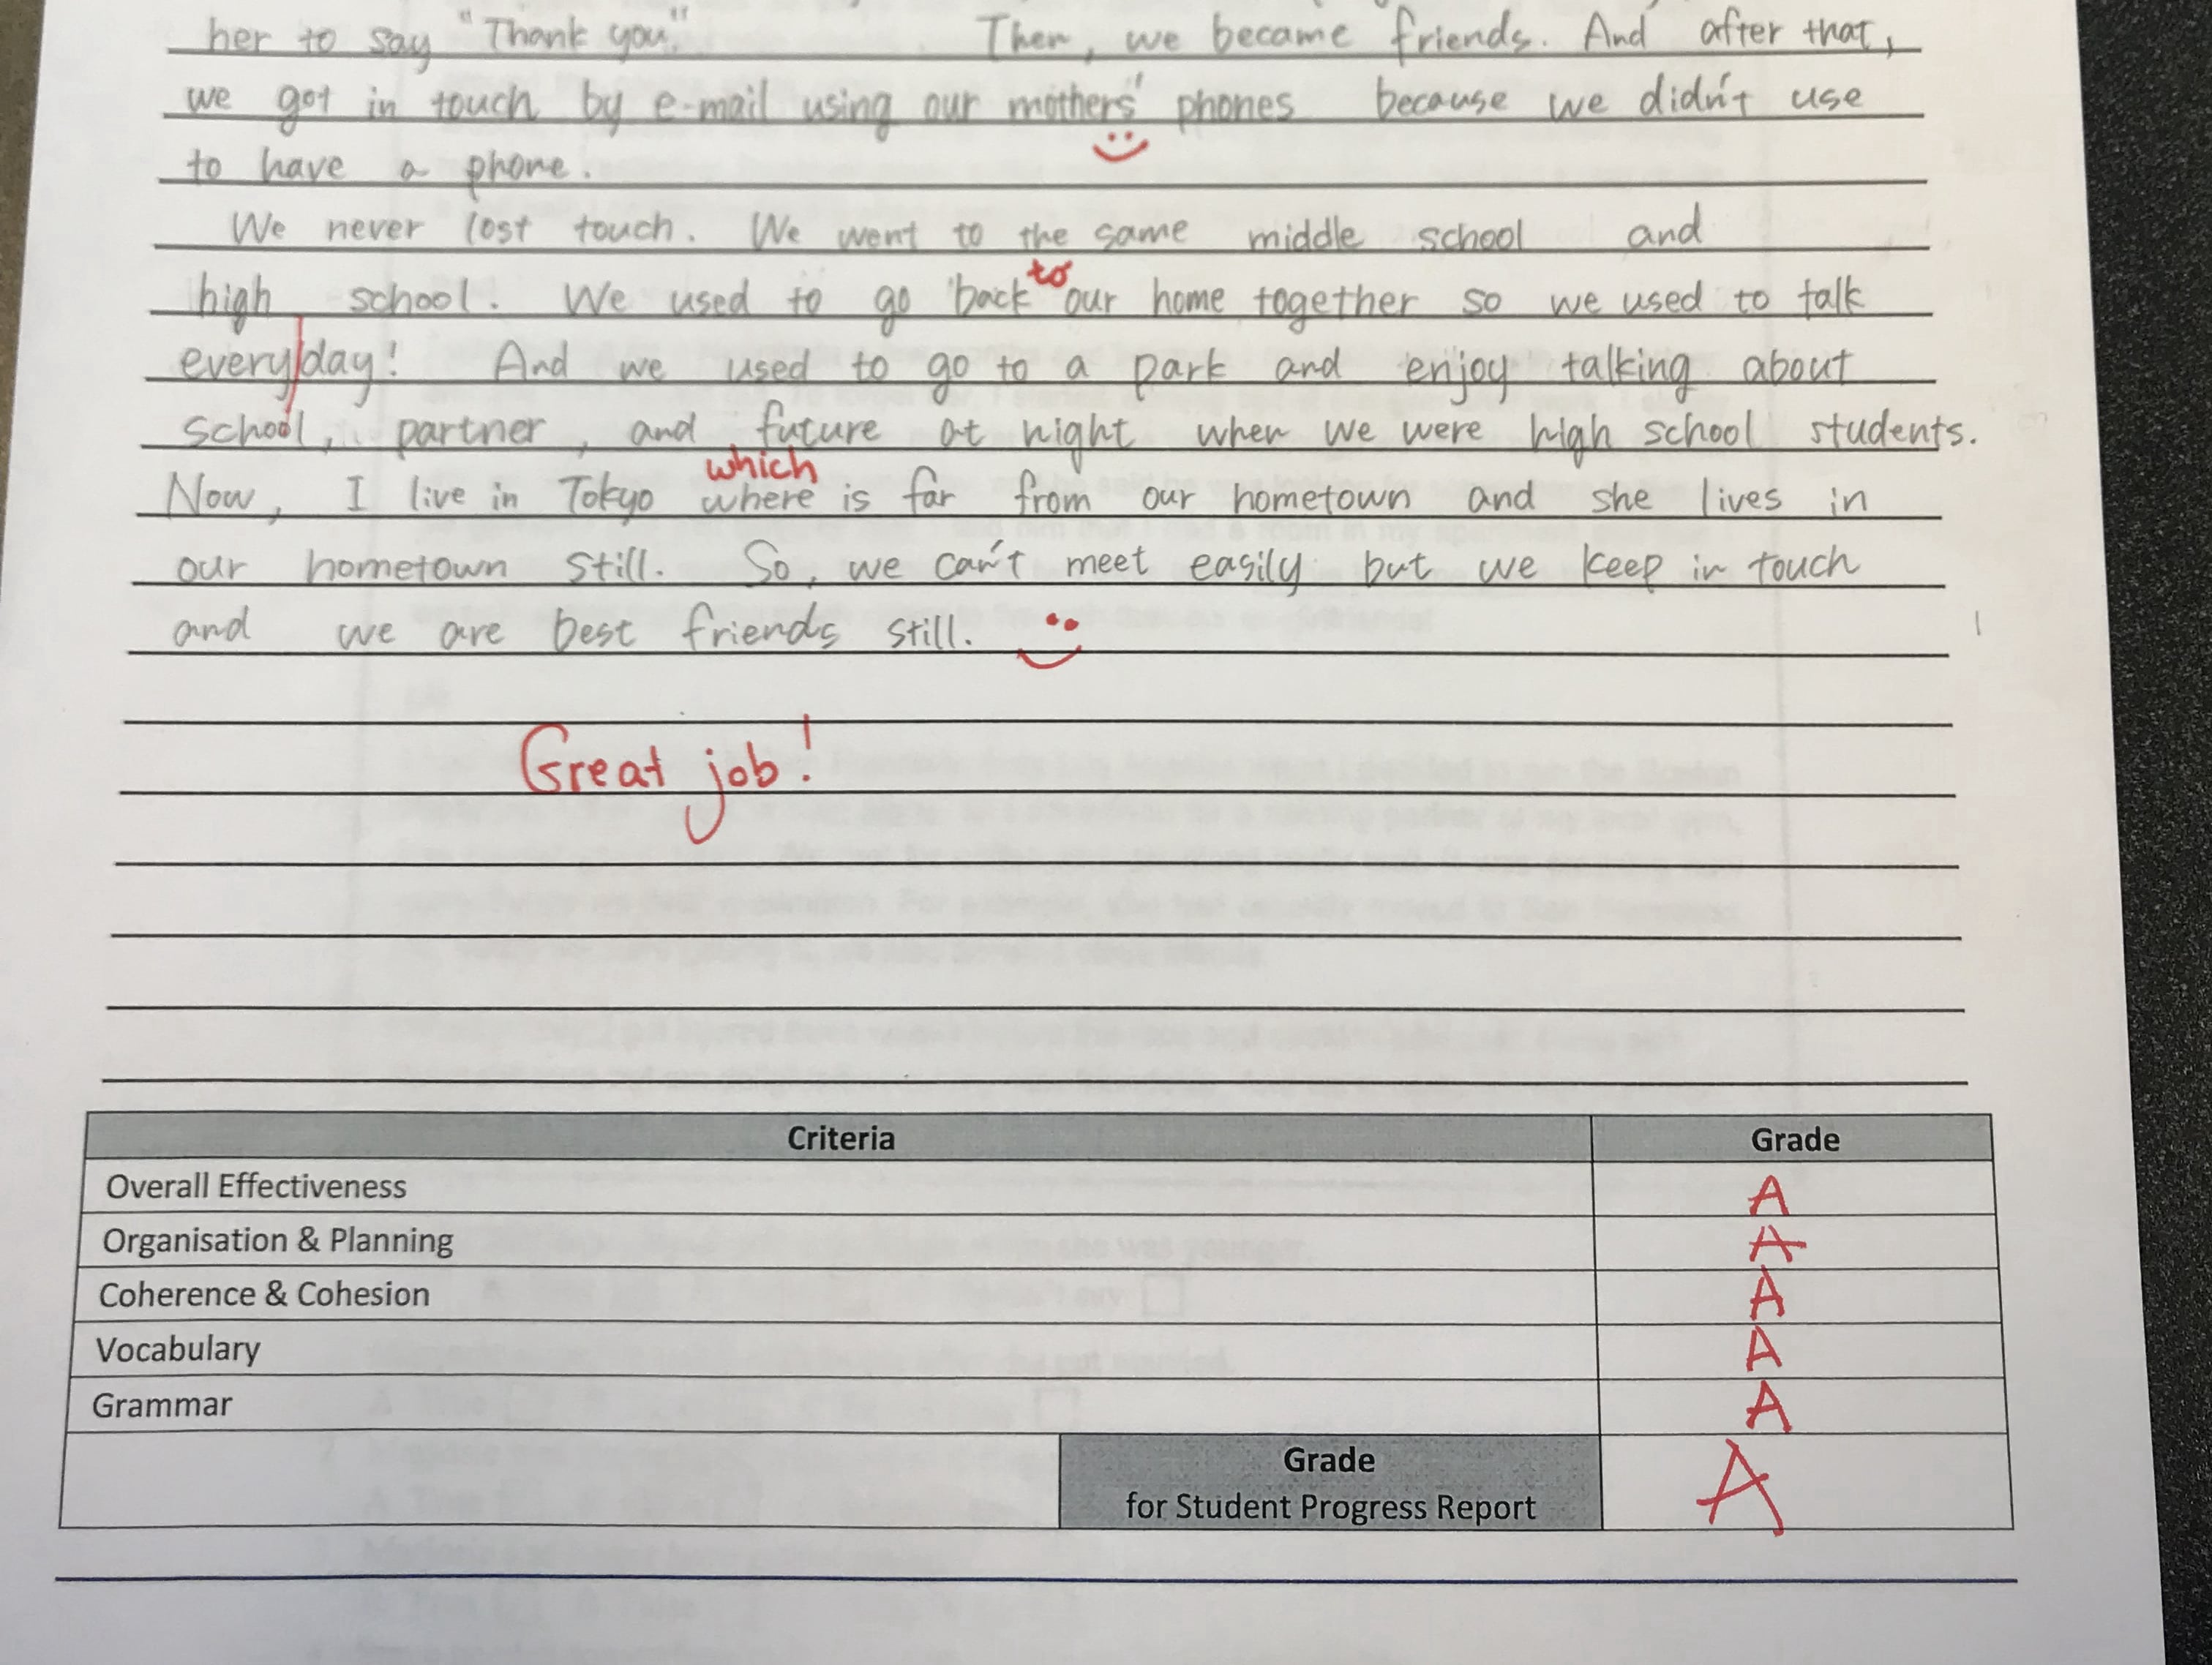 her to say "Thank you." Then, we became friends. And after that,
we got in touch by e-mail using our mothers' phones because we didn't use
to have a phone.
We never lost touch. We went to the same middle school and
to
high school. We used to go back our home together so we used to talk
everyday! And we used to go to a park and enjoy talking about
school, partner, and future at night when we were high school students.
which
Now, I live in Tokyo where is far from our hometown and she lives in
our hometown still. So, we can't meet easily but we keep in touch
and we are best friends still.
Great job!
Criteria Grade
Overall Effectiveness A
Organisation & Planning A
Coherence & Cohesion A
Vocabulary A
Grammar A
Grade
for Student Progress Report A